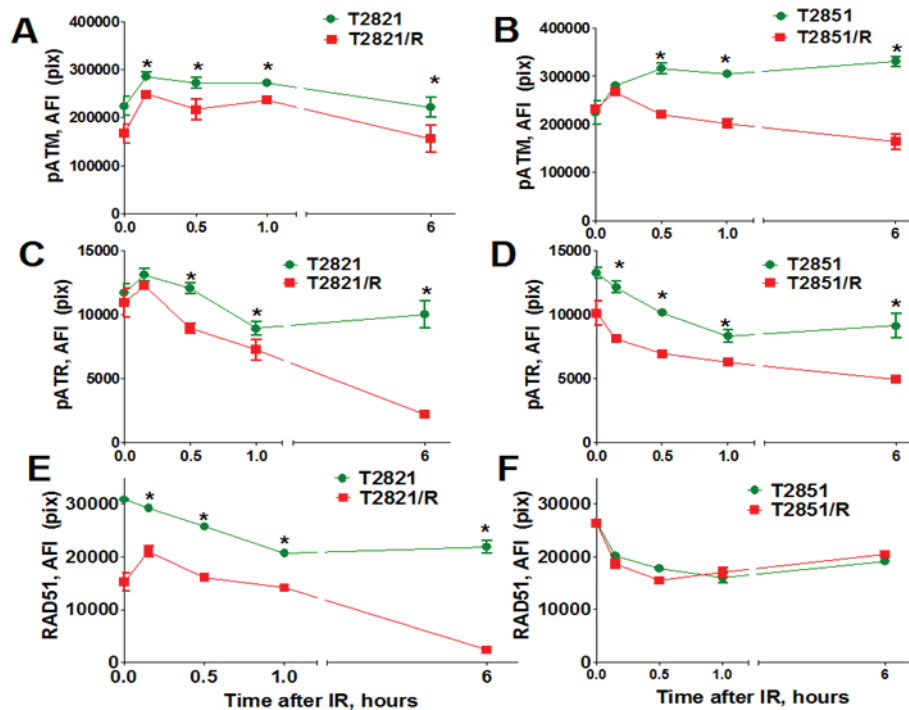 A
T2821
T2821/R
pATM, AFI (pix)
400000
300000
200000
100000
0
* * * *
0.0 0.5 1.0 6
B
T2851
T2851/R
pATM, AFI (pix)
400000
300000
200000
100000
0
* * *
0.0 0.5 1.0 6
C
T2821
T2821/R
pATR, AFI (pix)
15000
10000
5000
0
* * *
0.0 0.5 1.0 6
D
T2851
T2851/R
pATR, AFI (pix)
15000
10000
5000
0
* * * *
0.0 0.5 1.0 6
E
T2821
T2821/R
RAD51, AFI (pix)
30000
20000
10000
0
* * * *
0.0 0.5 1.0 6
Time after IR, hours
F
T2851
T2851/R
RAD51, AFI (pix)
30000
20000
10000
0
0.0 0.5 1.0 6
Time after IR, hours